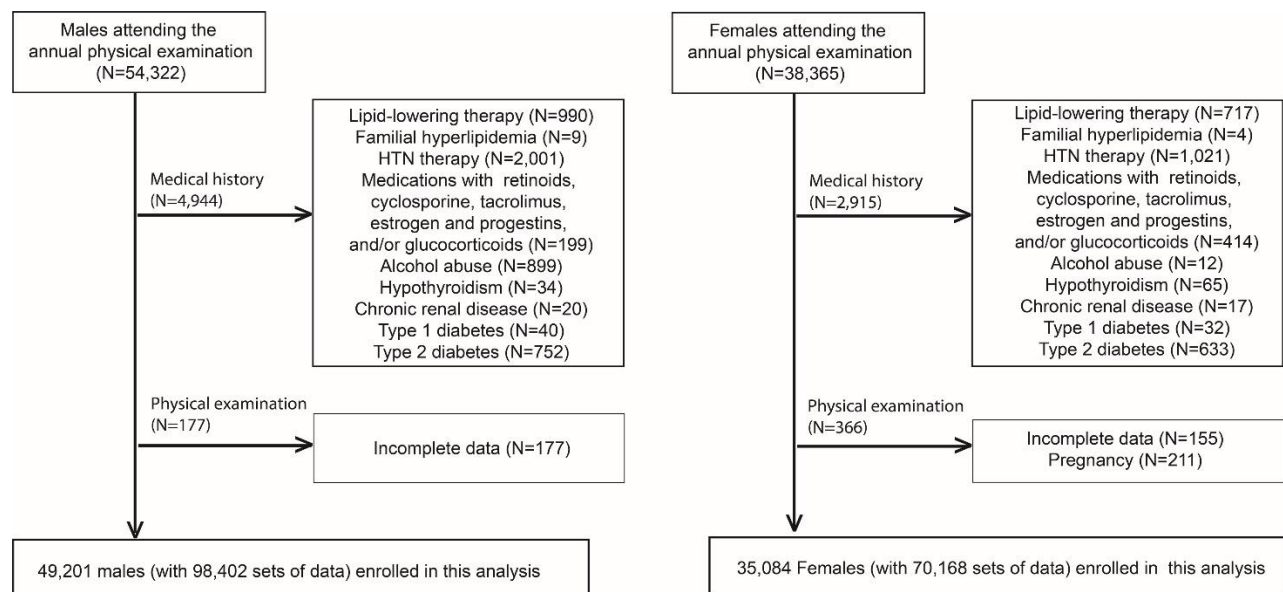 Males attending the
annual physical examination
(N=54,322)
Medical history
(N=4,944)
Lipid-lowering therapy (N=990)
Familial hyperlipidemia (N=9)
HTN therapy (N=2,001)
Medications with retinoids,
cyclosporine, tacrolimus,
estrogen and progestins,
and/or glucocorticoids (N=199)
Alcohol abuse (N=899)
Hypothyroidism (N=34)
Chronic renal disease (N=20)
Type 1 diabetes (N=40)
Type 2 diabetes (N=752)
Physical examination
(N=177)
Incomplete data (N=177)
49,201 males (with 98,402 sets of data) enrolled in this analysis
Females attending the
annual physical examination
(N=38,365)
Medical history
(N=2,915)
Lipid-lowering therapy (N=717)
Familial hyperlipidemia (N=4)
HTN therapy (N=1,021)
Medications with retinoids,
cyclosporine, tacrolimus,
estrogen and progestins,
and/or glucocorticoids (N=414)
Alcohol abuse (N=12)
Hypothyroidism (N=65)
Chronic renal disease (N=17)
Type 1 diabetes (N=32)
Type 2 diabetes (N=633)
Physical examination
(N=366)
Incomplete data (N=155)
Pregnancy (N=211)
35,084 Females (with 70,168 sets of data) enrolled in this analysis